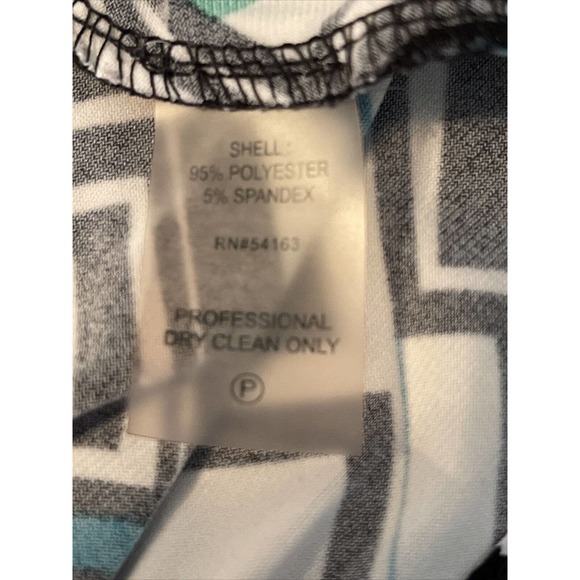 SHELL:
95% POLYESTER
5% SPANDEX
RN#54163
PROFESSIONAL
DRY CLEAN ONLY
P